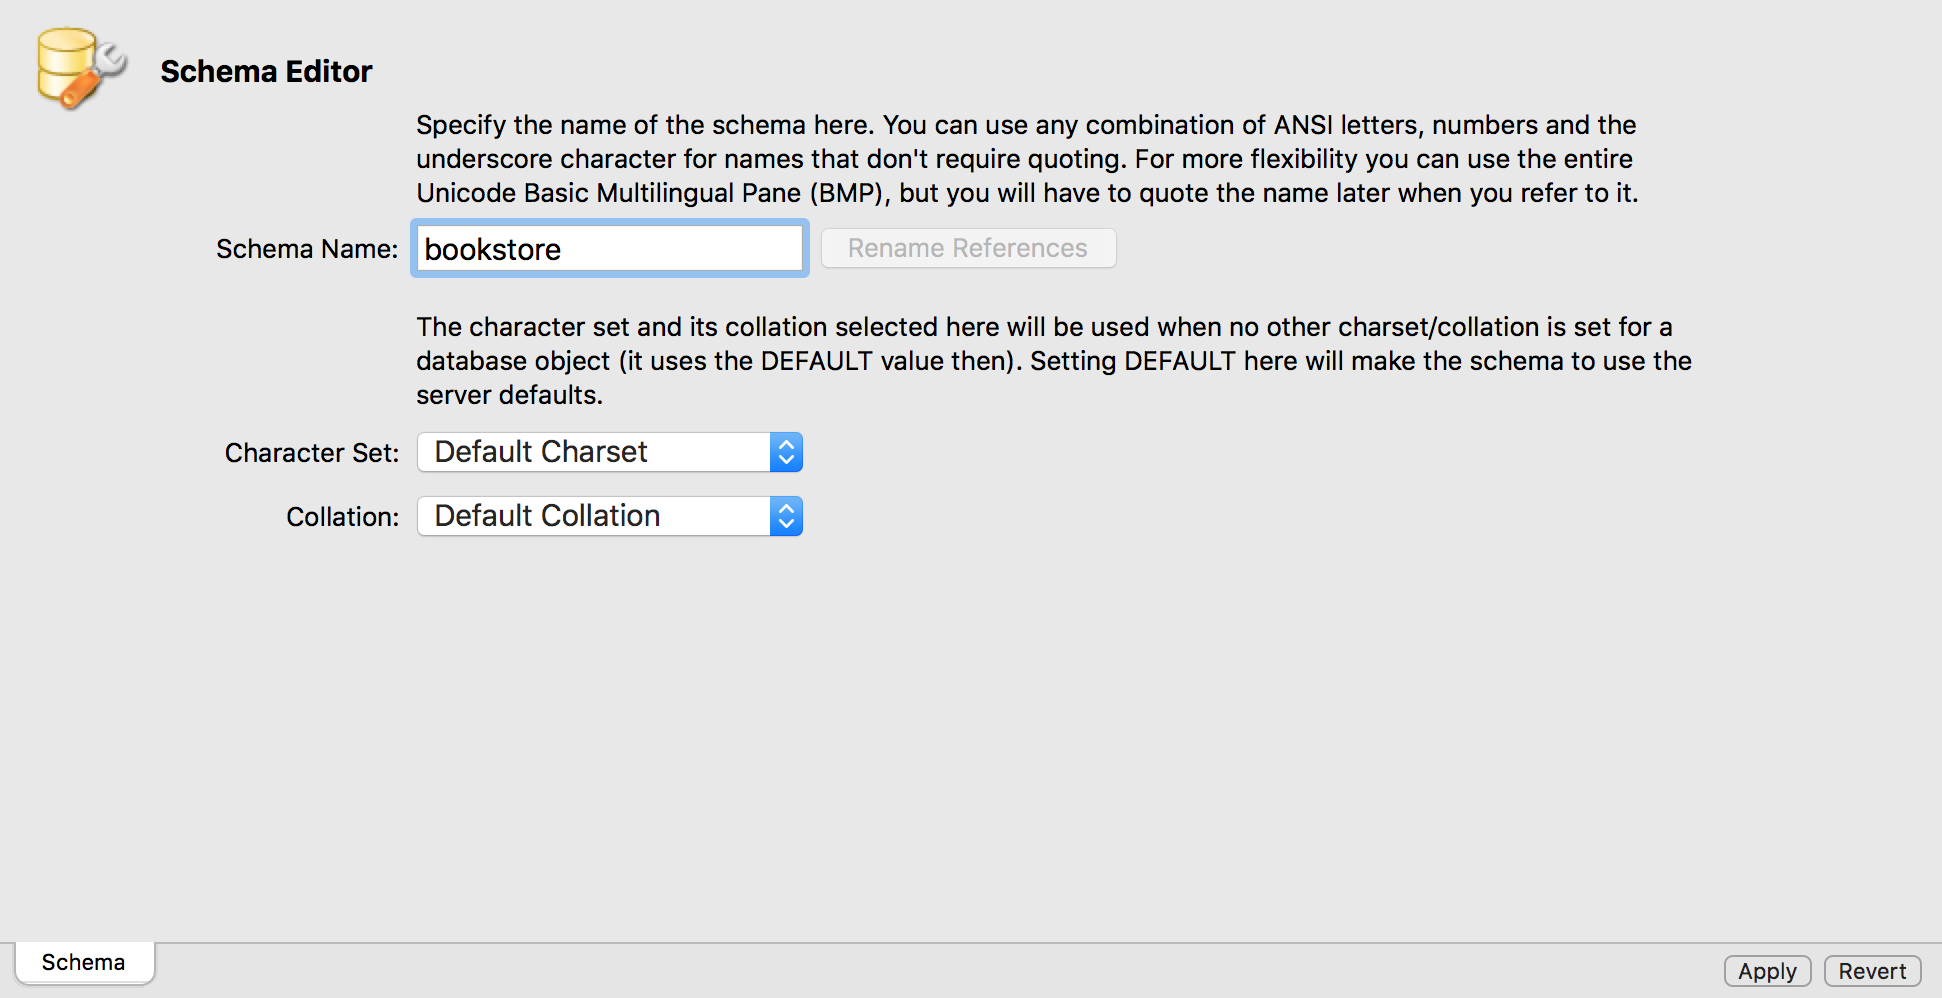 Schema Editor
Specify the name of the schema here. You can use any combination of ANSI letters, numbers and the
underscore character for names that don't require quoting. For more flexibility you can use the entire
Unicode Basic Multilingual Pane (BMP), but you will have to quote the name later when you refer to it.
Schema Name: bookstore Rename References
The character set and its collation selected here will be used when no other charset/collation is set for a
database object (it uses the DEFAULT value then). Setting DEFAULT here will make the schema to use the
server defaults.
Character Set: Default Charset
Collation: Default Collation
Schema Apply Revert